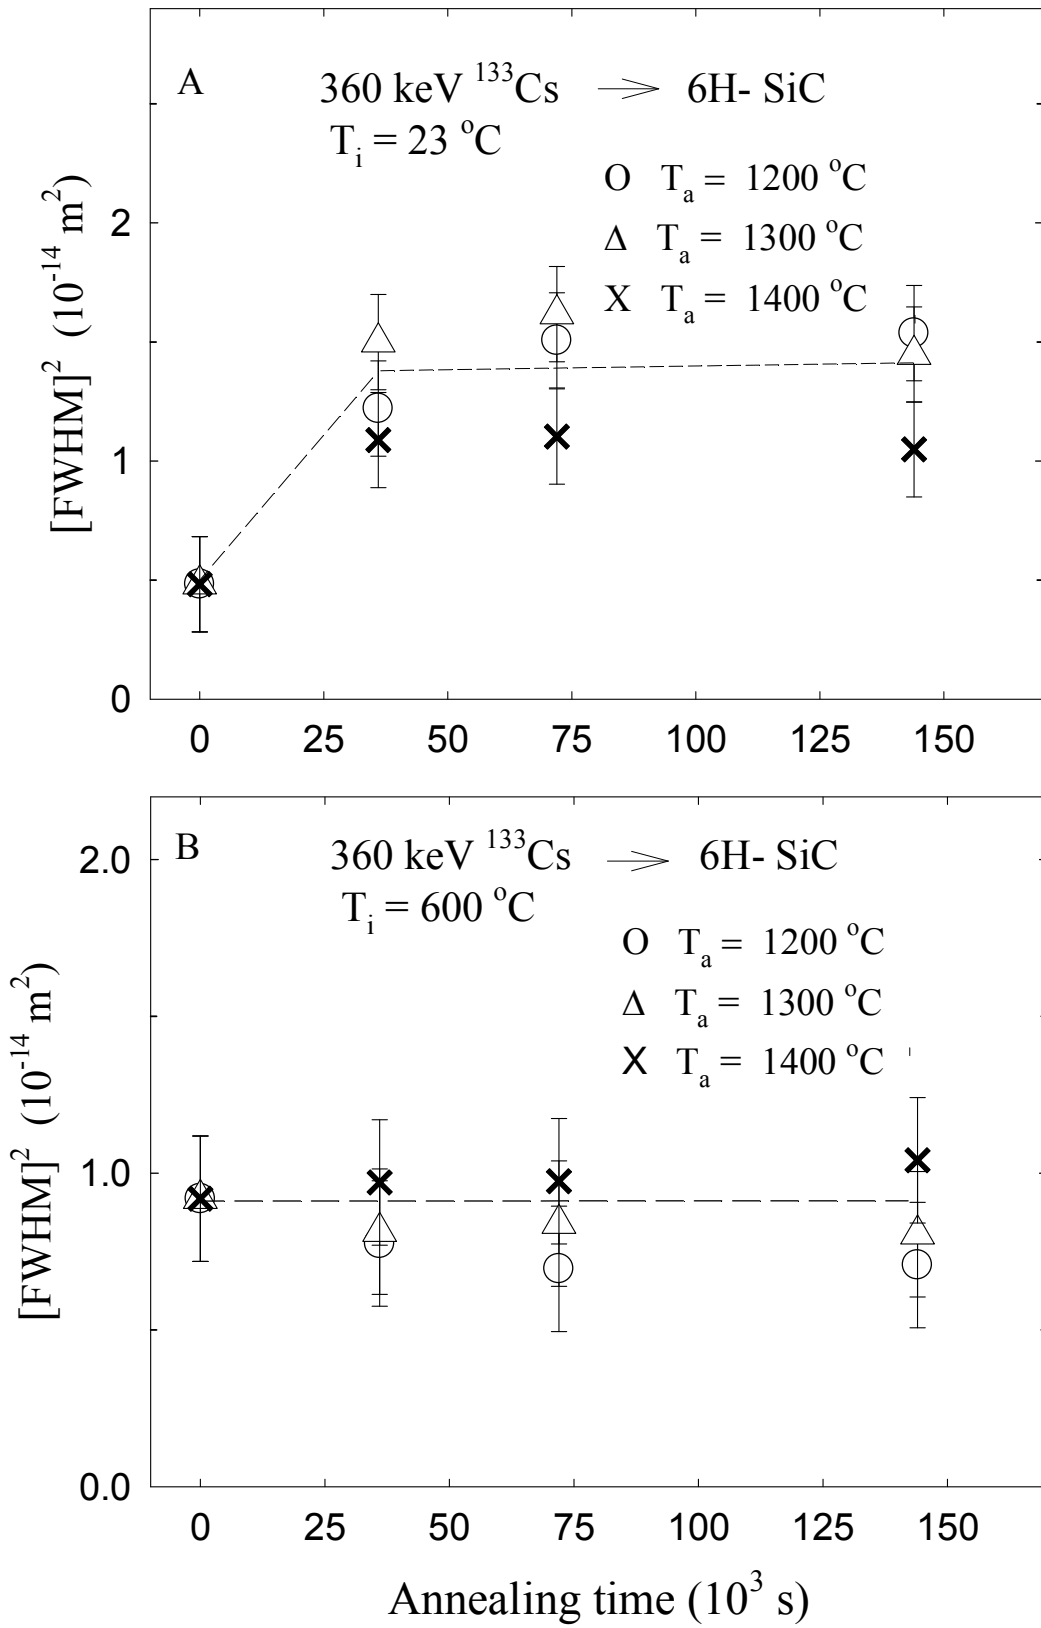 A
360 keV ¹³³Cs → 6H- SiC
Tᵢ = 23 °C
O Tₐ = 1200 °C
Δ Tₐ = 1300 °C
X Tₐ = 1400 °C
[FWHM]² (10⁻¹⁴ m²)
2
1
0
0 25 50 75 100 125 150
B
360 keV ¹³³Cs → 6H- SiC
Tᵢ = 600 °C
O Tₐ = 1200 °C
Δ Tₐ = 1300 °C
X Tₐ = 1400 °C
[FWHM]² (10⁻¹⁴ m²)
2.0
1.0
0.0
0 25 50 75 100 125 150
Annealing time (10³ s)